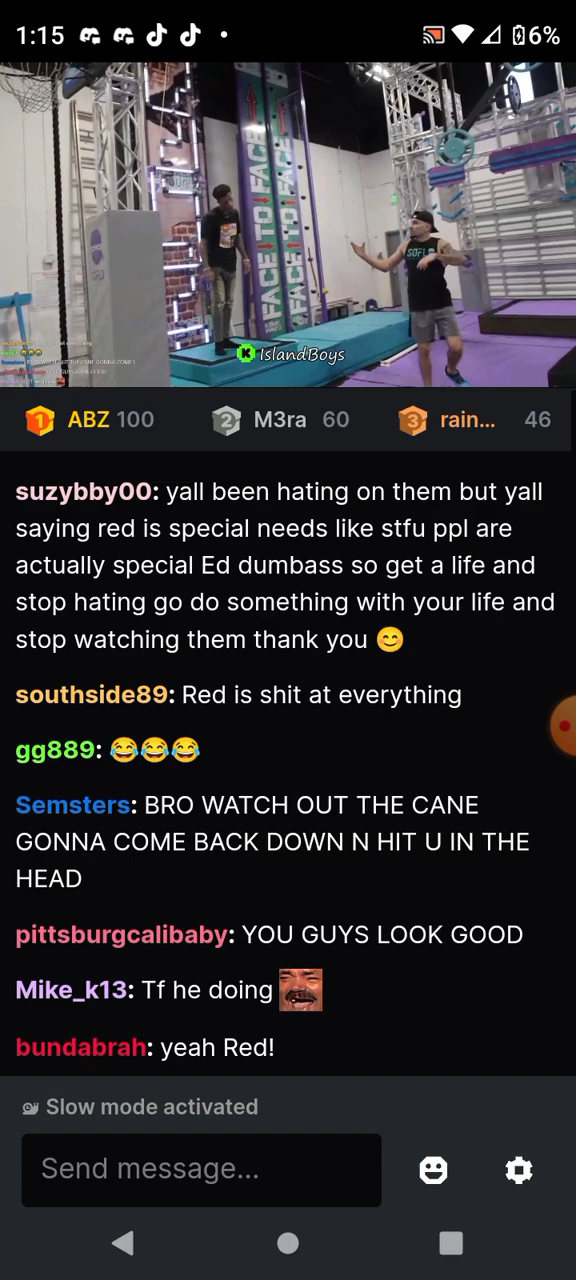 1:15
6%
FACE TO FACE
FACE TO FACE
SOFLO
IslandBoys
1 ABZ 100
2 M3ra 60
3 rain... 46
suzybby00: yall been hating on them but yall
saying red is special needs like stfu ppl are
actually special Ed dumbass so get a life and
stop hating go do something with your life and
stop watching them thank you 😊
southside89: Red is shit at everything
gg889: 😂😂😂
Semsters: BRO WATCH OUT THE CANE
GONNA COME BACK DOWN N HIT U IN THE
HEAD
pittsburgcalibaby: YOU GUYS LOOK GOOD
Mike_k13: Tf he doing
bundabrah: yeah Red!
Slow mode activated
Send message...